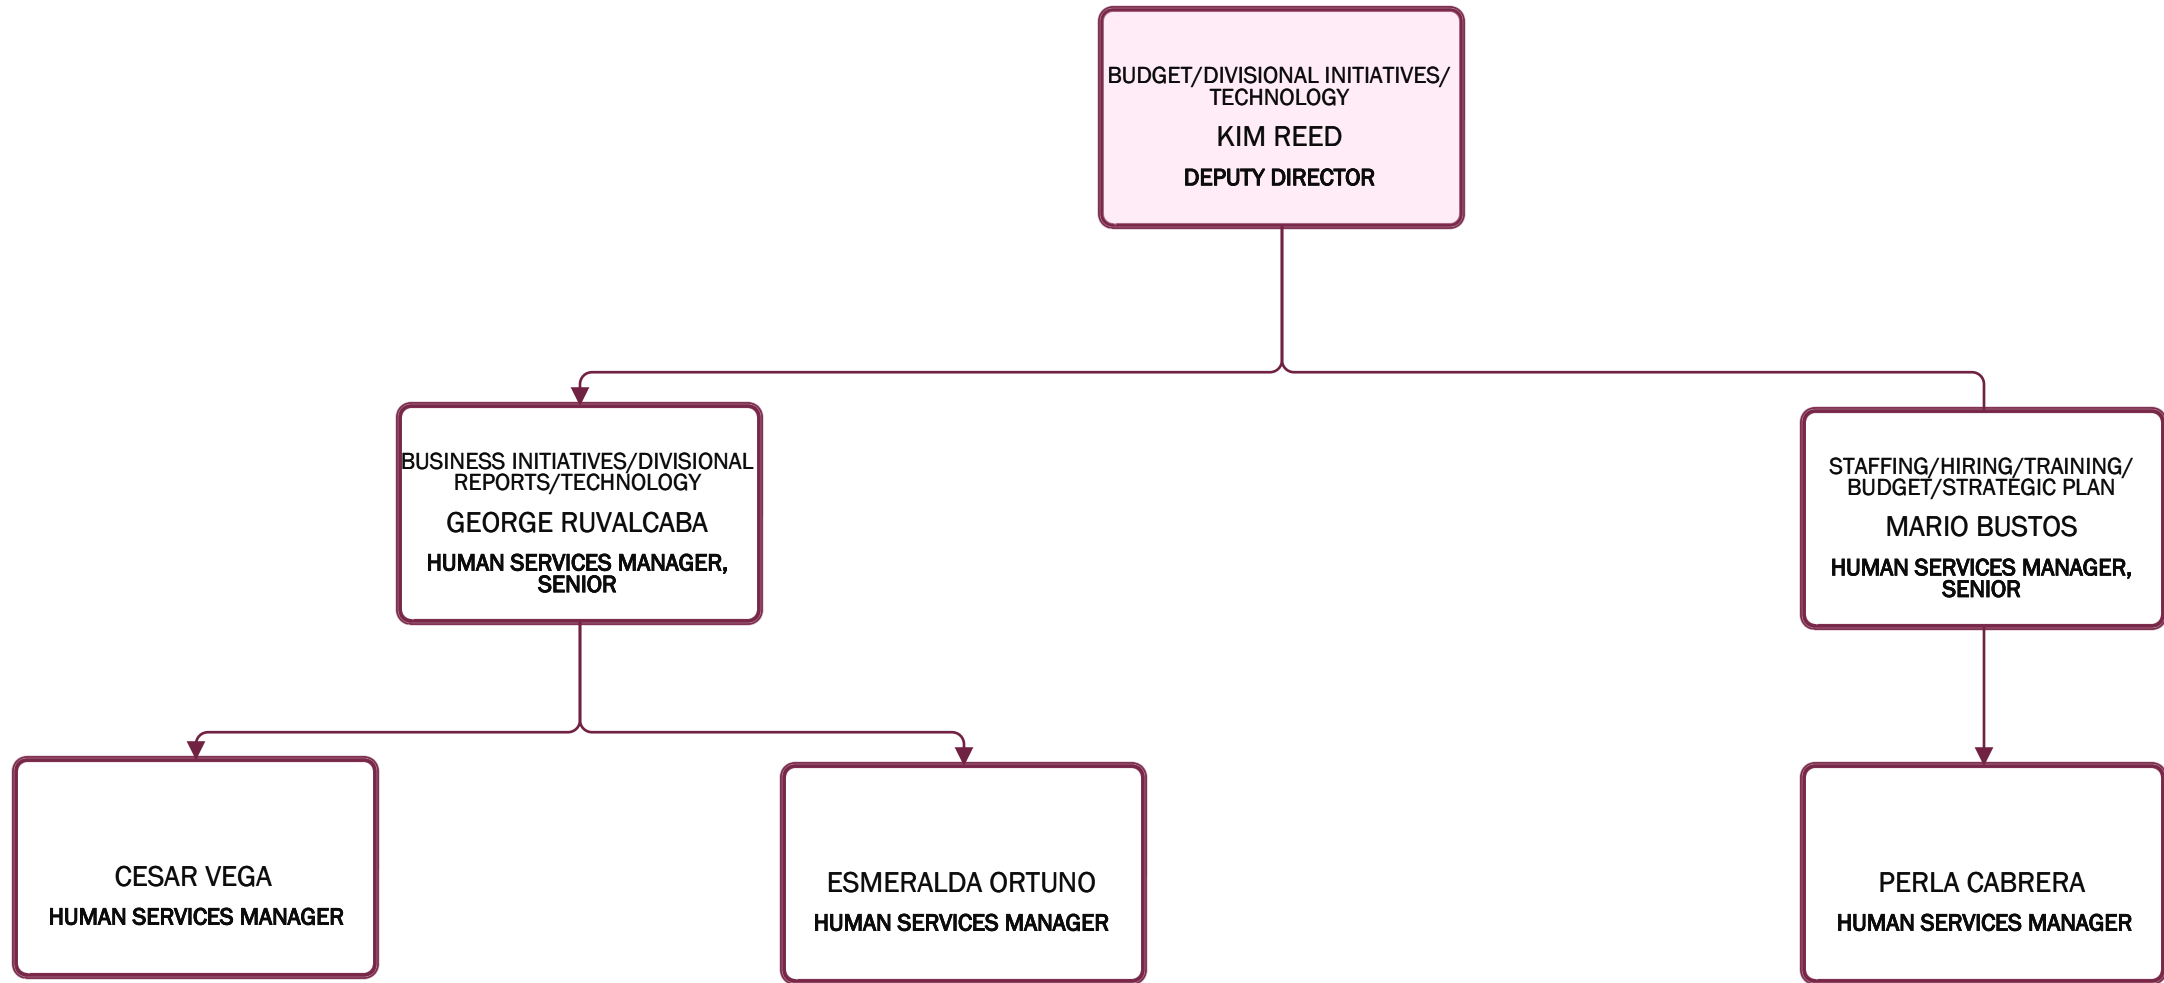 BUDGET/DIVISIONAL INITIATIVES/
TECHNOLOGY
KIM REED
DEPUTY DIRECTOR
BUSINESS INITIATIVES/DIVISIONAL
REPORTS/TECHNOLOGY
GEORGE RUVALCABA
HUMAN SERVICES MANAGER,
SENIOR
STAFFING/HIRING/TRAINING/
BUDGET/STRATEGIC PLAN
MARIO BUSTOS
HUMAN SERVICES MANAGER,
SENIOR
CESAR VEGA
HUMAN SERVICES MANAGER
ESMERALDA ORTUNO
HUMAN SERVICES MANAGER
PERLA CABRERA
HUMAN SERVICES MANAGER